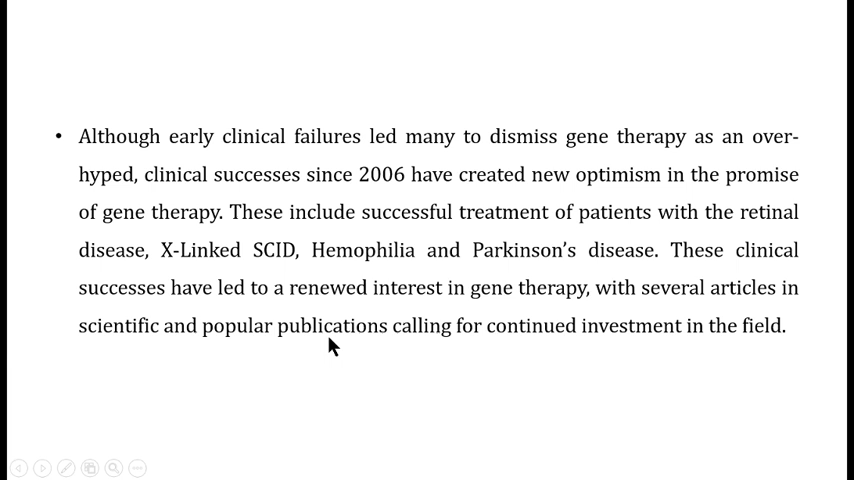 • Although early clinical failures led many to dismiss gene therapy as an over-
hyped, clinical successes since 2006 have created new optimism in the promise
of gene therapy. These include successful treatment of patients with the retinal
disease, X-Linked SCID, Hemophilia and Parkinson’s disease. These clinical
successes have led to a renewed interest in gene therapy, with several articles in
scientific and popular publications calling for continued investment in the field.